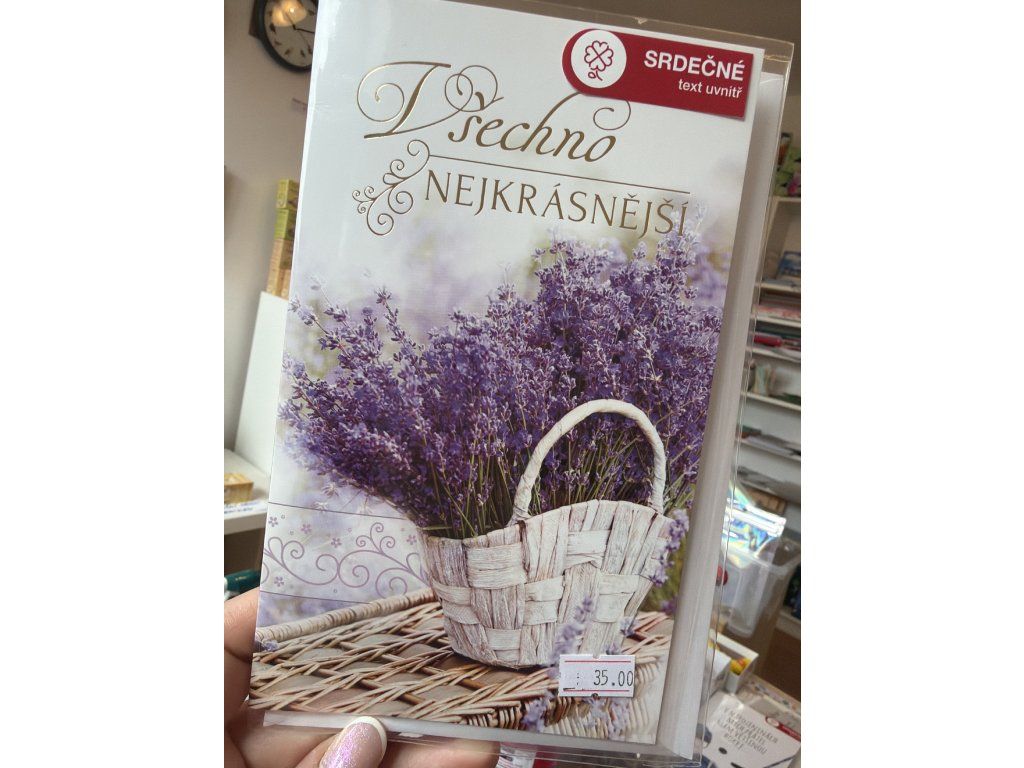 SRDEČNÉ
text uvnitř
Všechno
NEJKRÁSNĚJŠÍ
35.00